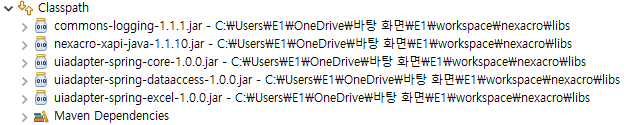 Classpath
commons-logging-1.1.1.jar - C:₩Users₩E1₩OneDrive₩바탕 화면₩E1₩workspace₩nexacro₩libs
nexacro-xapi-java-1.1.10.jar - C:₩Users₩E1₩OneDrive₩바탕 화면₩E1₩workspace₩nexacro₩libs
uiadapter-spring-core-1.0.0.jar - C:₩Users₩E1₩OneDrive₩바탕 화면₩E1₩workspace₩nexacro₩libs
uiadapter-spring-dataaccess-1.0.0.jar - C:₩Users₩E1₩OneDrive₩바탕 화면₩E1₩workspace₩nexacro₩libs
uiadapter-spring-excel-1.0.0.jar - C:₩Users₩E1₩OneDrive₩바탕 화면₩E1₩workspace₩nexacro₩libs
Maven Dependencies